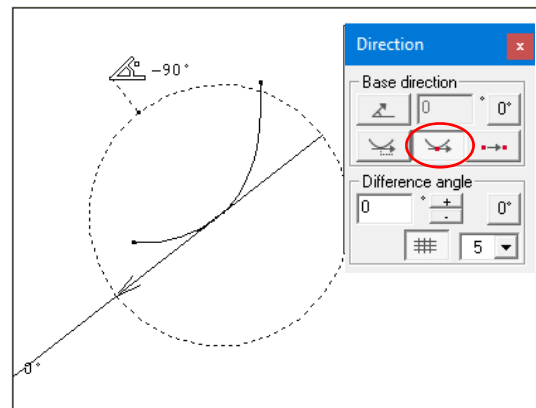 -90°
0°
Direction
x
Base direction
0 ° 0°
Difference angle
0 ° + - 0°
5